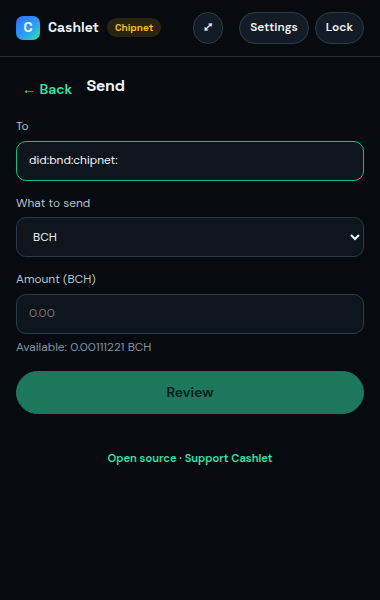 C Cashlet Chipnet Settings Lock
← Back Send
To
did:bnd:chipnet:
What to send
BCH
Amount (BCH)
0.00
Available: 0.00111221 BCH
Review
Open source · Support Cashlet